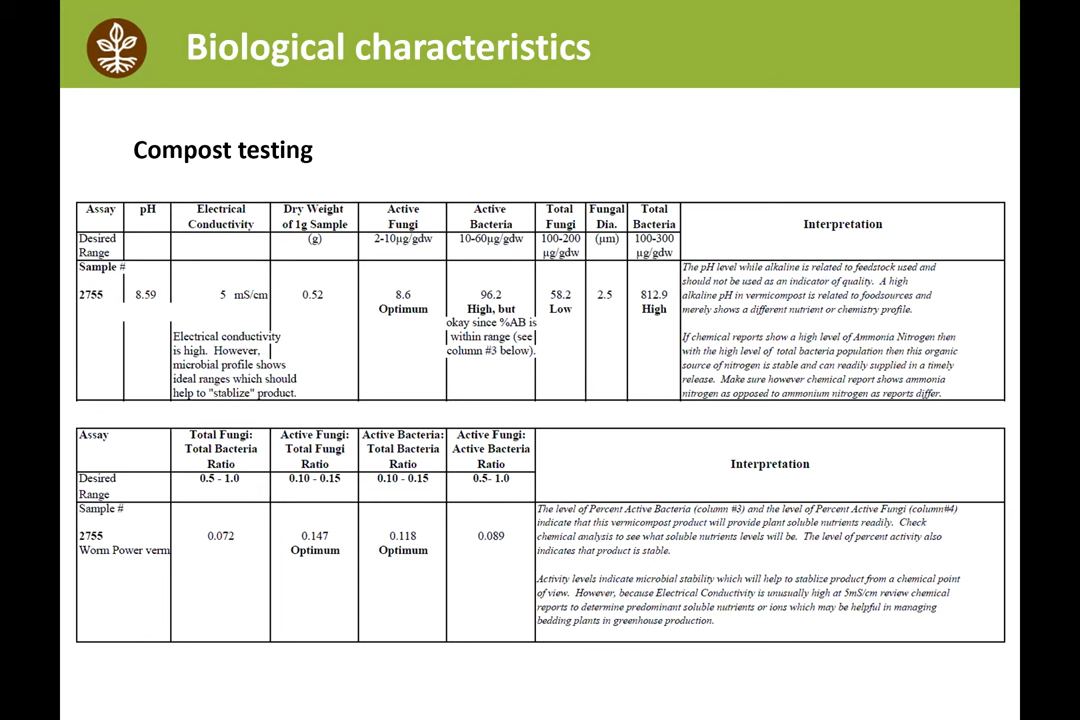 Biological characteristics
Compost testing
Assay pH Electrical Conductivity Dry Weight of 1g Sample Active Fungi Active Bacteria Total Fungi Fungal Dia. Total Bacteria Interpretation
Desired Range (g) 2-10µg/gdw 10-60µg/gdw 100-200 µg/gdw (µm) 100-300 µg/gdw
Sample #
2755 8.59 5 mS/cm 0.52 8.6 96.2 58.2 2.5 812.9
Optimum High, but Low High
okay since %AB is
within range (see
column #3 below).
Electrical conductivity
is high. However,
microbial profile shows
ideal ranges which should
help to "stablize" product.
The pH level while alkaline is related to feedstock used and
should not be used as an indicator of quality. A high
alkaline pH in vermicompost is related to foodsources and
merely shows a different nutrient or chemistry profile.
If chemical reports show a high level of Ammonia Nitrogen then
with the high level of total bacteria population then this organic
source of nitrogen is stable and can readily supplied in a timely
release. Make sure however chemical report shows ammonia
nitrogen as opposed to ammonium nitrogen as reports differ.
Assay Total Fungi: Total Bacteria Ratio Active Fungi: Total Fungi Ratio Active Bacteria: Total Bacteria Ratio Active Fungi: Active Bacteria Ratio Interpretation
Desired Range 0.5 - 1.0 0.10 - 0.15 0.10 - 0.15 0.5- 1.0
Sample #
2755 0.072 0.147 0.118 0.089
Worm Power verm Optimum Optimum
The level of Percent Active Bacteria (column #3) and the level of Percent Active Fungi (column#4)
indicate that this vermicompost product will provide plant soluble nutrients readily. Check
chemical analysis to see what soluble nutrients levels will be. The level of percent activity also
indicates that product is stable.
Activity levels indicate microbial stability which will help to stablize product from a chemical point
of view. However, because Electrical Conductivity is unusually high at 5mS/cm review chemical
reports to determine predominant soluble nutrients or ions which may be helpful in managing
bedding plants in greenhouse production.